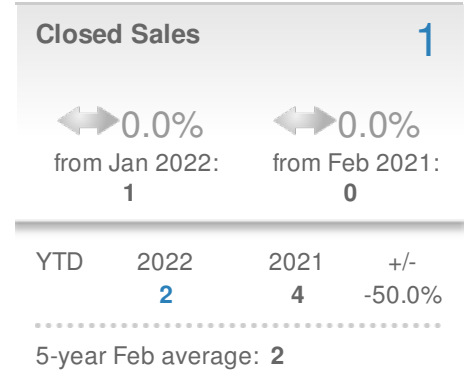 Closed Sales 1
0.0% 0.0%
from Jan 2022: from Feb 2021:
1 0
YTD 2022 2021 +/-
2 4 -50.0%
5-year Feb average: 2